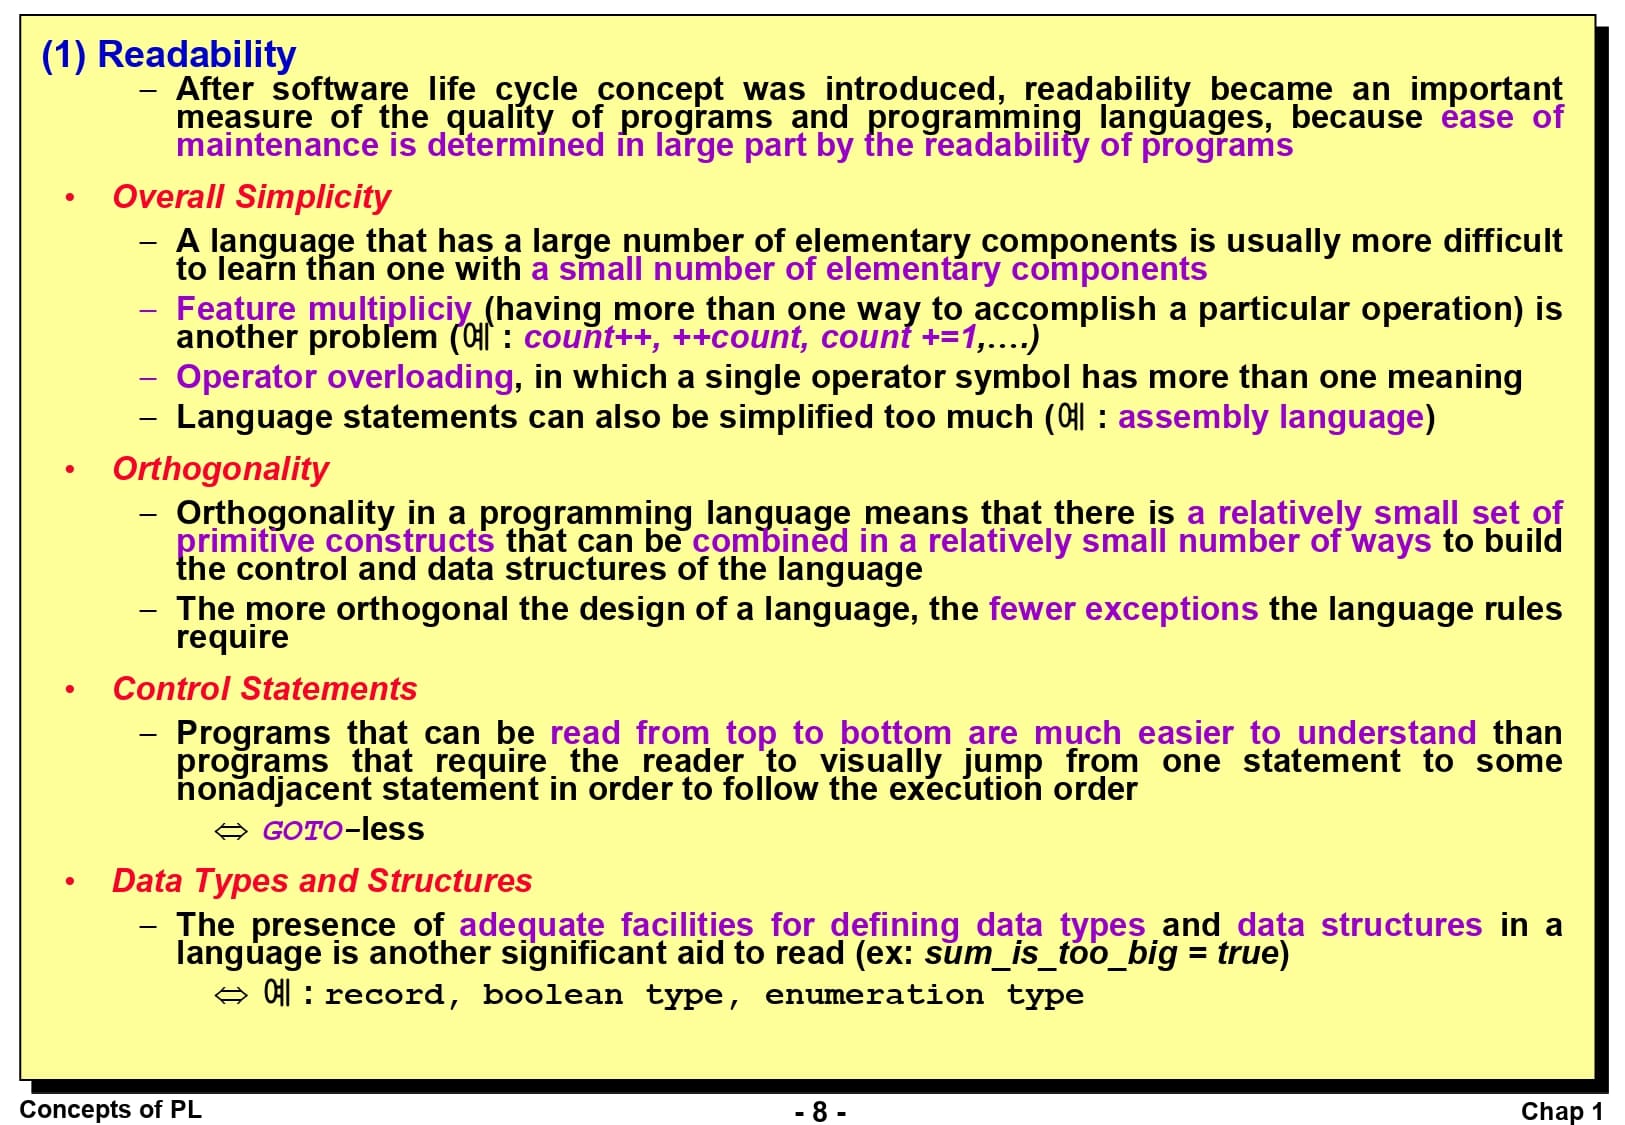 (1) Readability
– After software life cycle concept was introduced, readability became an important
measure of the quality of programs and programming languages, because ease of
maintenance is determined in large part by the readability of programs
• Overall Simplicity
– A language that has a large number of elementary components is usually more difficult
to learn than one with a small number of elementary components
– Feature multipliciy (having more than one way to accomplish a particular operation) is
another problem (예 : count++, ++count, count +=1,….)
– Operator overloading, in which a single operator symbol has more than one meaning
– Language statements can also be simplified too much (예 : assembly language)
• Orthogonality
– Orthogonality in a programming language means that there is a relatively small set of
primitive constructs that can be combined in a relatively small number of ways to build
the control and data structures of the language
– The more orthogonal the design of a language, the fewer exceptions the language rules
require
• Control Statements
– Programs that can be read from top to bottom are much easier to understand than
programs that require the reader to visually jump from one statement to some
nonadjacent statement in order to follow the execution order
⇔ GOTO-less
• Data Types and Structures
– The presence of adequate facilities for defining data types and data structures in a
language is another significant aid to read (ex: sum_is_too_big = true)
⇔ 예 : record, boolean type, enumeration type
Concepts of PL
- 8 -
Chap 1